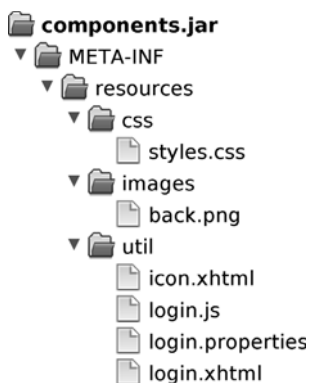 components.jar
META-INF
resources
css
styles.css
images
back.png
util
icon.xhtml
login.js
login.properties
login.xhtml